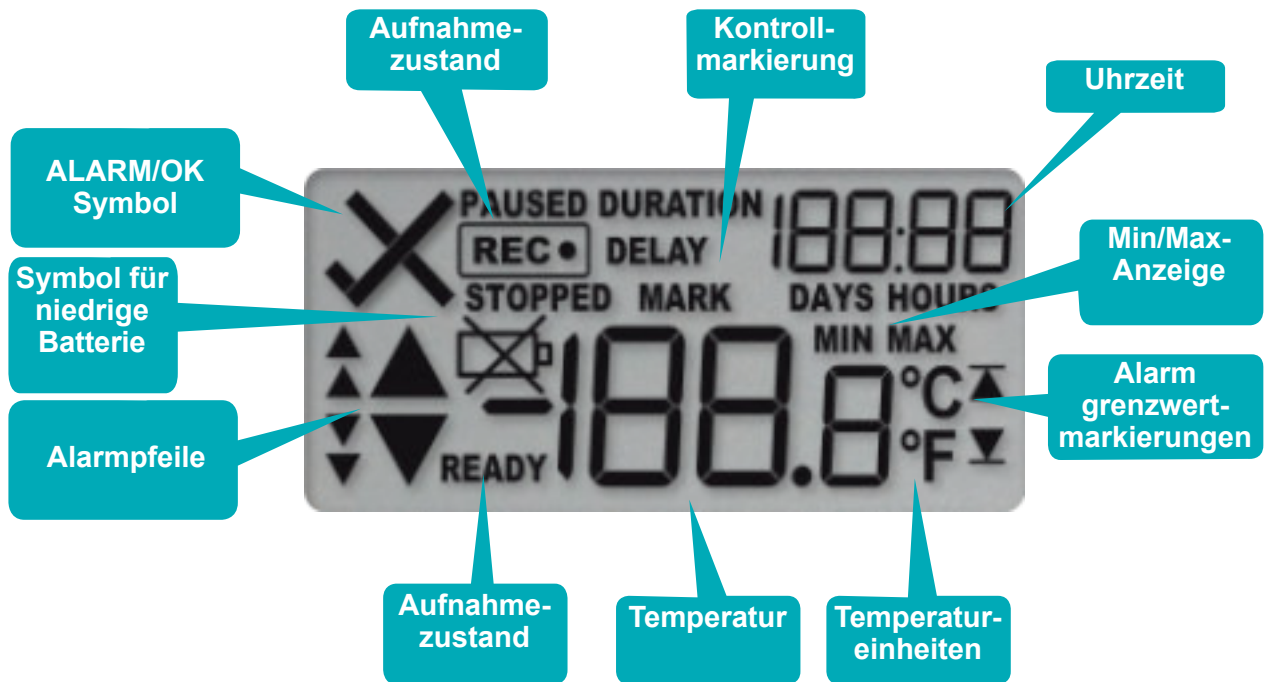 Aufnahme-
zustand
Kontroll-
markierung
Uhrzeit
ALARM/OK
Symbol
PAUSED DURATION 188:88
REC● DELAY
STOPPED MARK DAYS HOURS
Min/Max-
Anzeige
Symbol für
niedrige
Batterie
MIN MAX
-188.8
°C
°F
READY
Alarm
grenzwert-
markierungen
Alarmpfeile
Aufnahme-
zustand
Temperatur
Temperatur-
einheiten